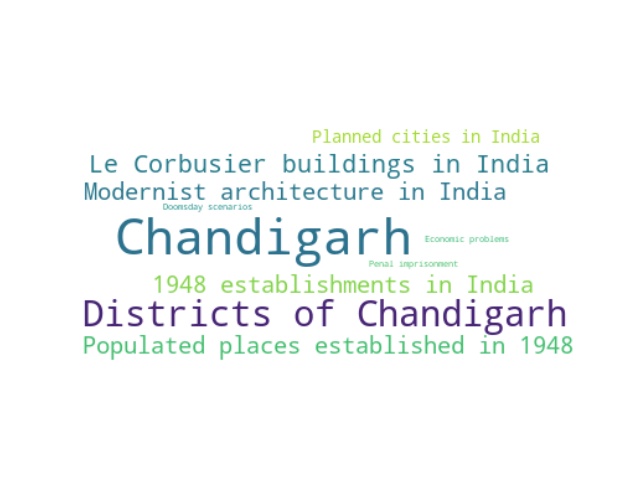 Planned cities in India
Le Corbusier buildings in India
Modernist architecture in India
Doomsday scenarios
Chandigarh
Economic problems
Penal imprisonment
1948 establishments in India
Districts of Chandigarh
Populated places established in 1948